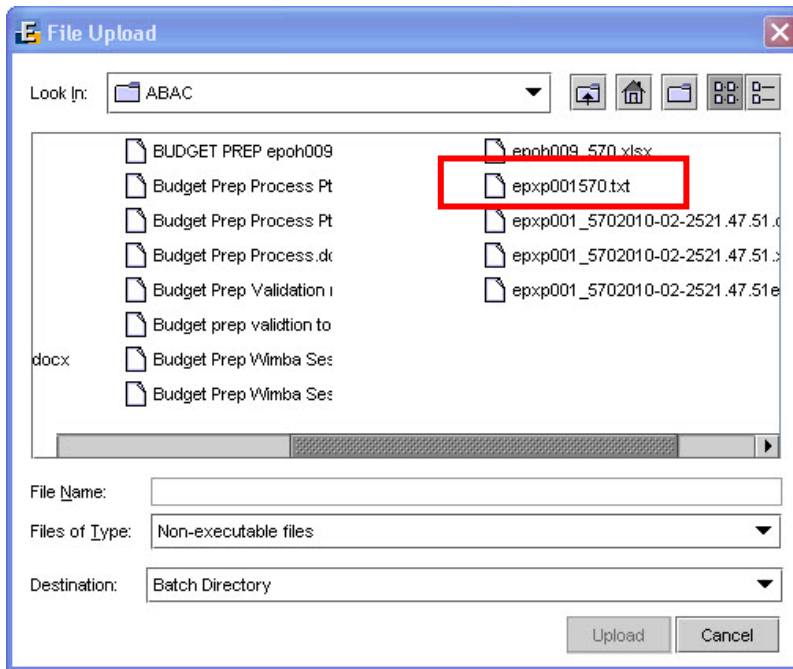 File Upload
Look In: ABAC
BUDGET PREP epoh009
Budget Prep Process Pt
Budget Prep Process Pt
Budget Prep Process.do
Budget Prep Validation
Budget prep validtion to
docx
Budget Prep Wimba Ses
Budget Prep Wimba Ses
epoh009_570.xlsx
epxp001570.txt
epxp001_5702010-02-2521.47.51.
epxp001_5702010-02-2521.47.51.
epxp001_5702010-02-2521.47.51e
File Name:
Files of Type: Non-executable files
Destination: Batch Directory
Upload Cancel